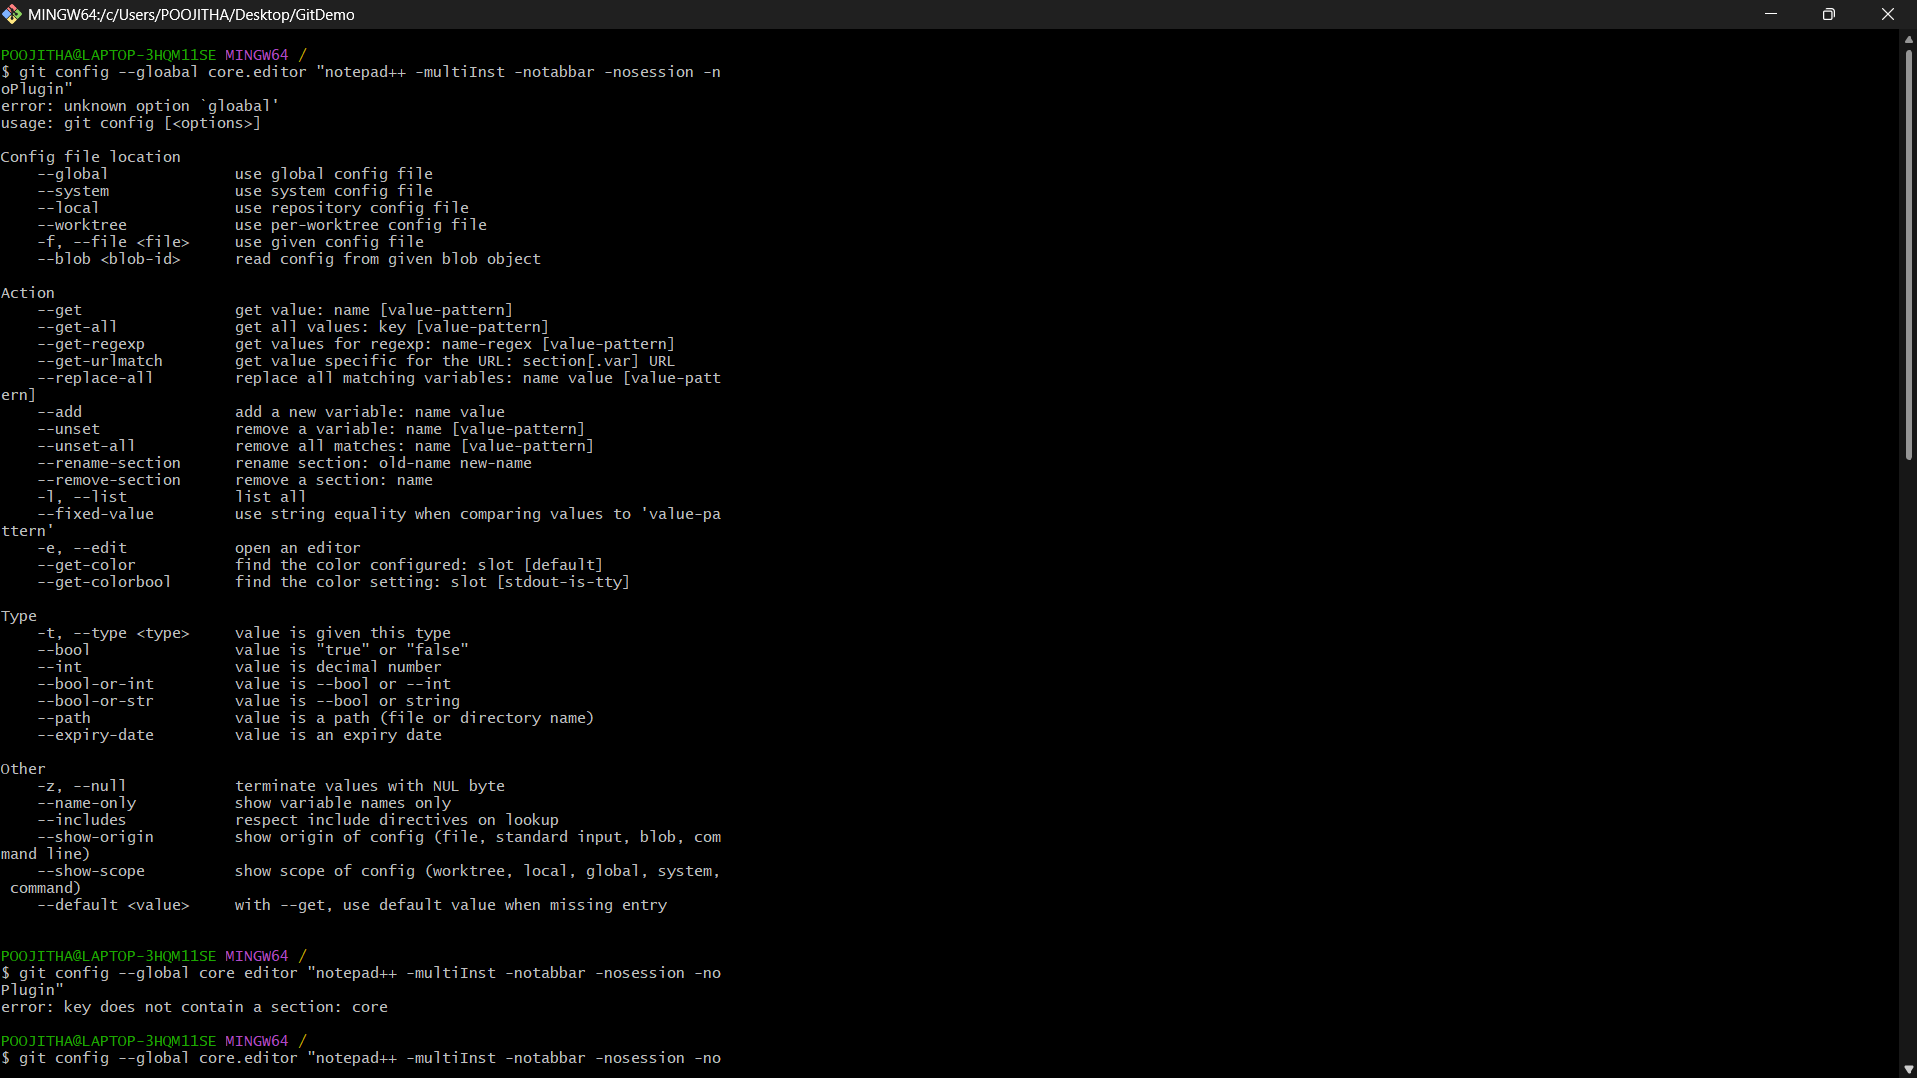 MINGW64:/c/Users/POOJITHA/Desktop/GitDemo
POOJITHA@LAPTOP-3HQM11SE MINGW64 /
$ git config --gloabal core.editor "notepad++ -multiInst -notabbar -nosession -n
oPlugin"
error: unknown option `gloabal'
usage: git config [<options>]
Config file location
--global use global config file
--system use system config file
--local use repository config file
--worktree use per-worktree config file
-f, --file <file> use given config file
--blob <blob-id> read config from given blob object
Action
--get get value: name [value-pattern]
--get-all get all values: key [value-pattern]
--get-regexp get values for regexp: name-regex [value-pattern]
--get-urlmatch get value specific for the URL: section[.var] URL
--replace-all replace all matching variables: name value [value-patt
ern]
--add add a new variable: name value
--unset remove a variable: name [value-pattern]
--unset-all remove all matches: name [value-pattern]
--rename-section rename section: old-name new-name
--remove-section remove a section: name
-l, --list list all
--fixed-value use string equality when comparing values to 'value-pa
ttern'
-e, --edit open an editor
--get-color find the color configured: slot [default]
--get-colorbool find the color setting: slot [stdout-is-tty]
Type
-t, --type <type> value is given this type
--bool value is "true" or "false"
--int value is decimal number
--bool-or-int value is --bool or --int
--bool-or-str value is --bool or string
--path value is a path (file or directory name)
--expiry-date value is an expiry date
Other
-z, --null terminate values with NUL byte
--name-only show variable names only
--includes respect include directives on lookup
--show-origin show origin of config (file, standard input, blob, com
mand line)
--show-scope show scope of config (worktree, local, global, system,
command)
--default <value> with --get, use default value when missing entry
POOJITHA@LAPTOP-3HQM11SE MINGW64 /
$ git config --global core editor "notepad++ -multiInst -notabbar -nosession -no
Plugin"
error: key does not contain a section: core
POOJITHA@LAPTOP-3HQM11SE MINGW64 /
$ git config --global core.editor "notepad++ -multiInst -notabbar -nosession -no